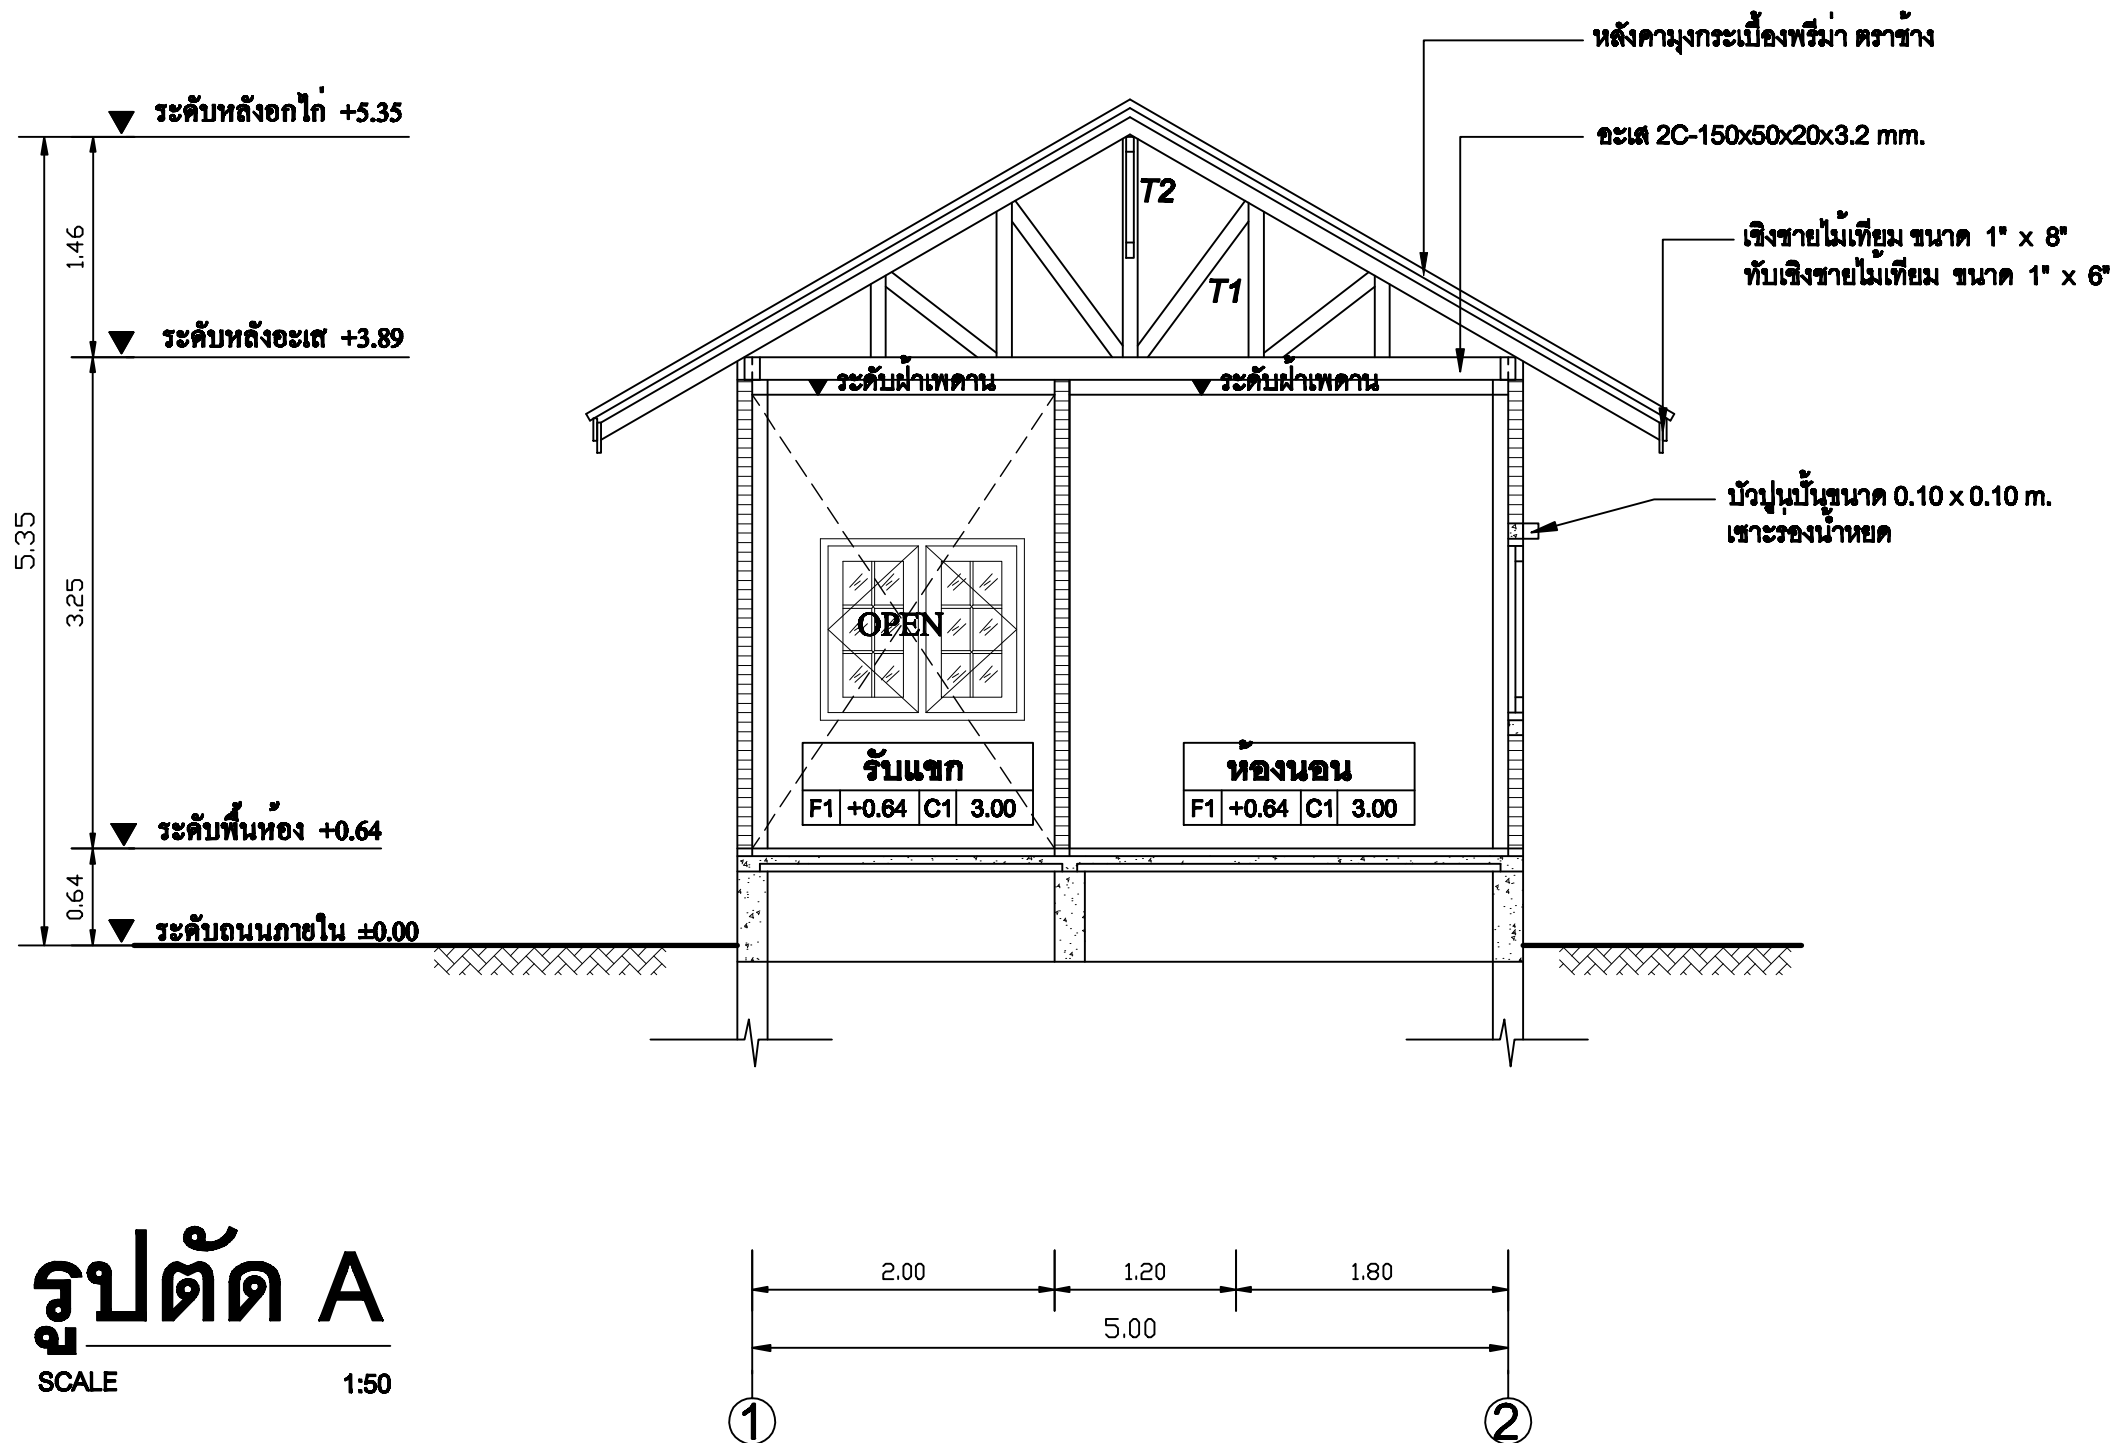 หลังคามุงกระเบื้องพรีม่า ตราช้าง
ระดับหลังอกไก่ +5.35
อะเส 2C-150x50x20x3.2 mm.
T2
เชิงชายไม้เทียม ขนาด 1" x 8"
ทับเชิงชายไม้เทียม ขนาด 1" x 6"
1.46
T1
ระดับหลังอะเส +3.89
ระดับฝ้าเพดาน
ระดับฝ้าเพดาน
บัวปูนปั้นขนาด 0.10 x 0.10 m.
เซาะร่องน้ำหยด
5.35
3.25
OPEN
รับแขก
F1 +0.64 C1 3.00
ห้องนอน
F1 +0.64 C1 3.00
ระดับพื้นห้อง +0.64
0.64
ระดับถนนภายใน ±0.00
รูปตัด A
SCALE 1:50
2.00 1.20 1.80
5.00
1 2